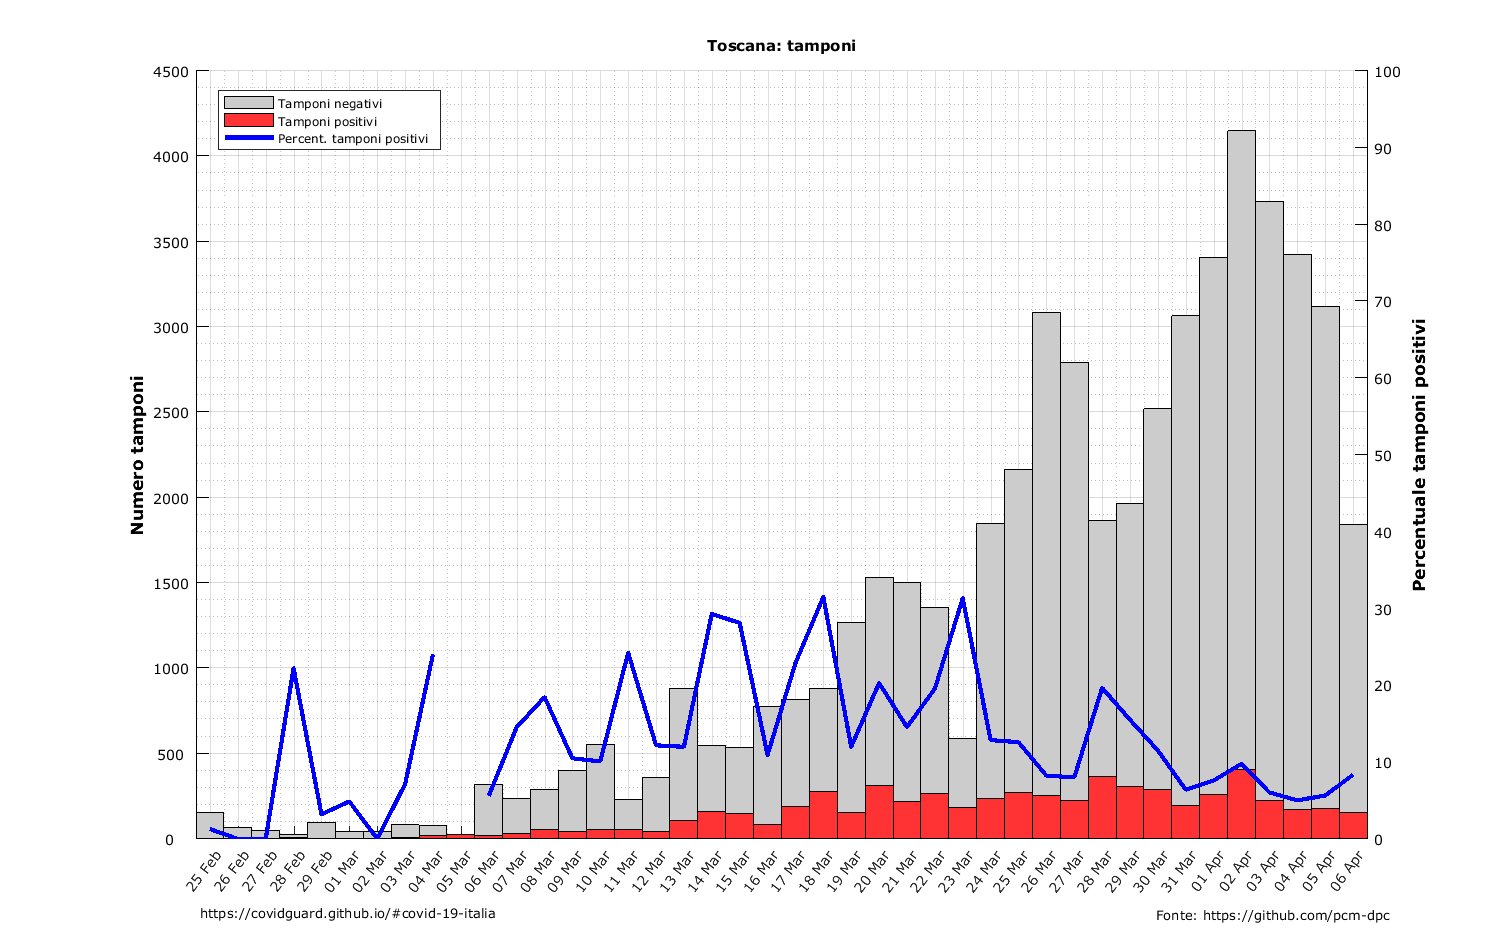 Toscana: tamponi
Tamponi negativi
Tamponi positivi
Percent. tamponi positivi
Numero tamponi
4500
4000
3500
3000
2500
2000
1500
1000
500
0
Percentuale tamponi positivi
100
90
80
70
60
50
40
30
20
10
0
25 Feb
26 Feb
27 Feb
28 Feb
29 Feb
01 Mar
02 Mar
03 Mar
04 Mar
05 Mar
06 Mar
07 Mar
08 Mar
09 Mar
10 Mar
11 Mar
12 Mar
13 Mar
14 Mar
15 Mar
16 Mar
17 Mar
18 Mar
19 Mar
20 Mar
21 Mar
22 Mar
23 Mar
24 Mar
25 Mar
26 Mar
27 Mar
28 Mar
29 Mar
30 Mar
31 Mar
01 Apr
02 Apr
03 Apr
04 Apr
05 Apr
06 Apr
https://covidguard.github.io/#covid-19-italia
Fonte: https://github.com/pcm-dpc